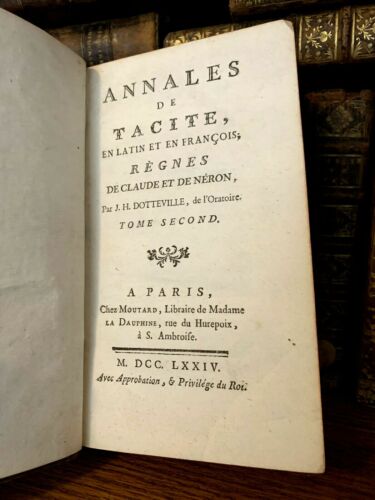 ANNALES
DE
TACITE,
EN LATIN ET EN FRANÇOIS;
RÈGNES
DE CLAUDE ET DE NÉRON,
Par J. H. DOTTEVILLE, de l'Oratoire.
TOME SECOND.
A PARIS,
Chez MOUTARD, Libraire de Madame
LA DAUPHINE, rue du Hurepoix,
à S. Ambroise.
M. DCC. LXXIV.
Avec Approbation, & Privilége du Roi.